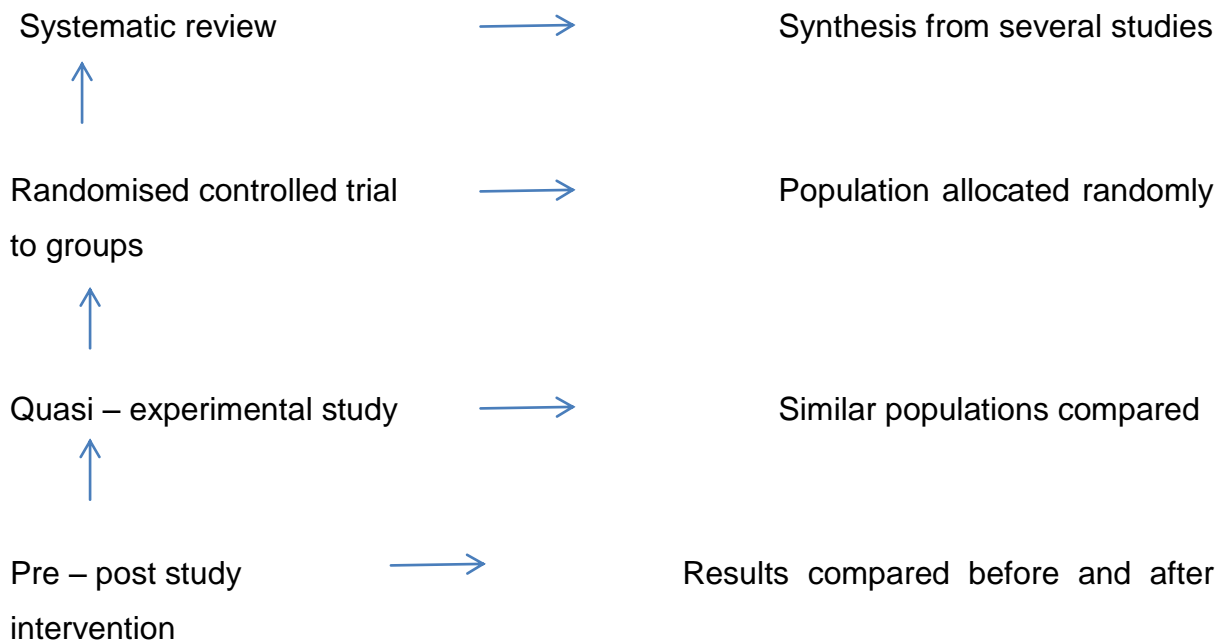 Systematic review Synthesis from several studies
Randomised controlled trial Population allocated randomly
to groups
Quasi – experimental study Similar populations compared
Pre – post study Results compared before and after
intervention